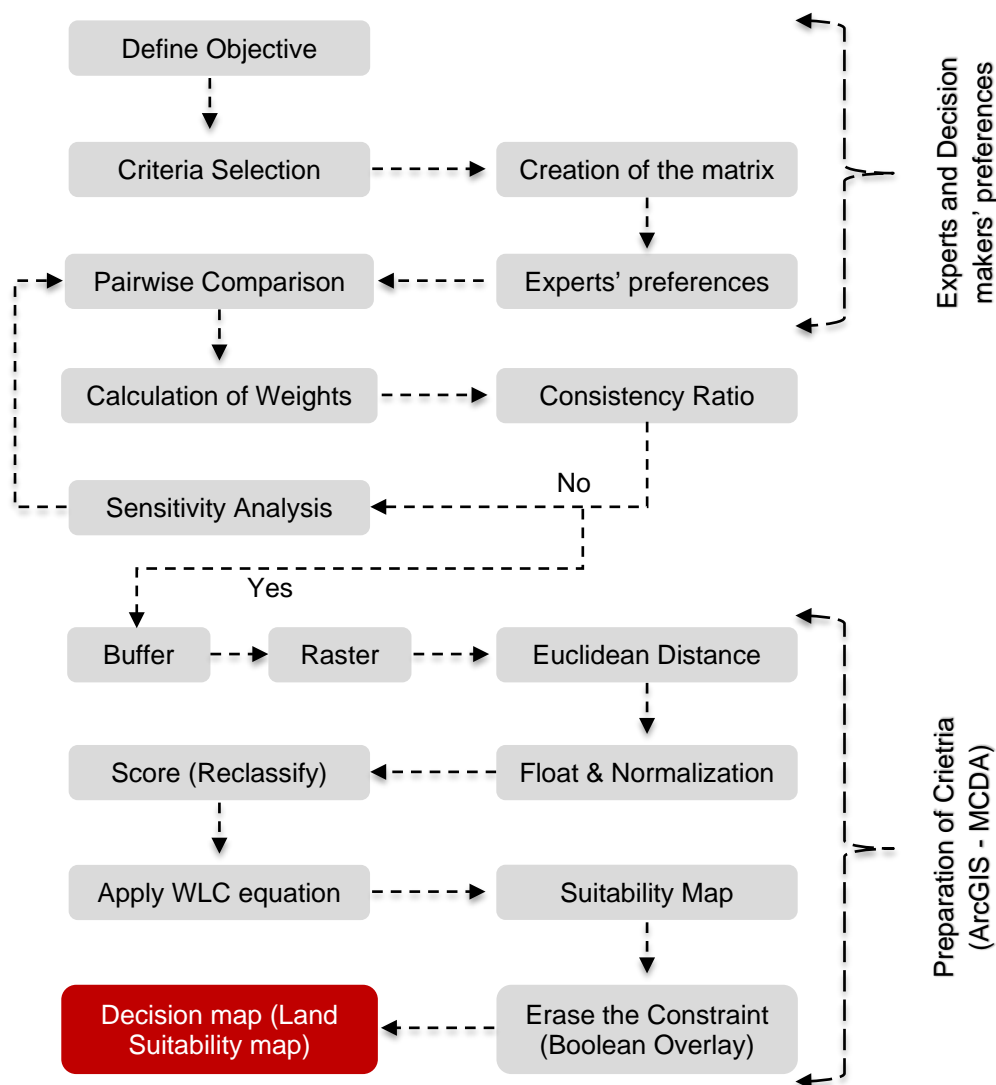 Define Objective
Criteria Selection
Creation of the matrix
Pairwise Comparison
Experts’ preferences
Experts and Decision
makers’ preferences
Calculation of Weights
Consistency Ratio
No
Sensitivity Analysis
Yes
Buffer
Raster
Euclidean Distance
Score (Reclassify)
Float & Normalization
Apply WLC equation
Suitability Map
Decision map (Land
Suitability map)
Erase the Constraint
(Boolean Overlay)
Preparation of Crietria
(ArcGIS - MCDA)